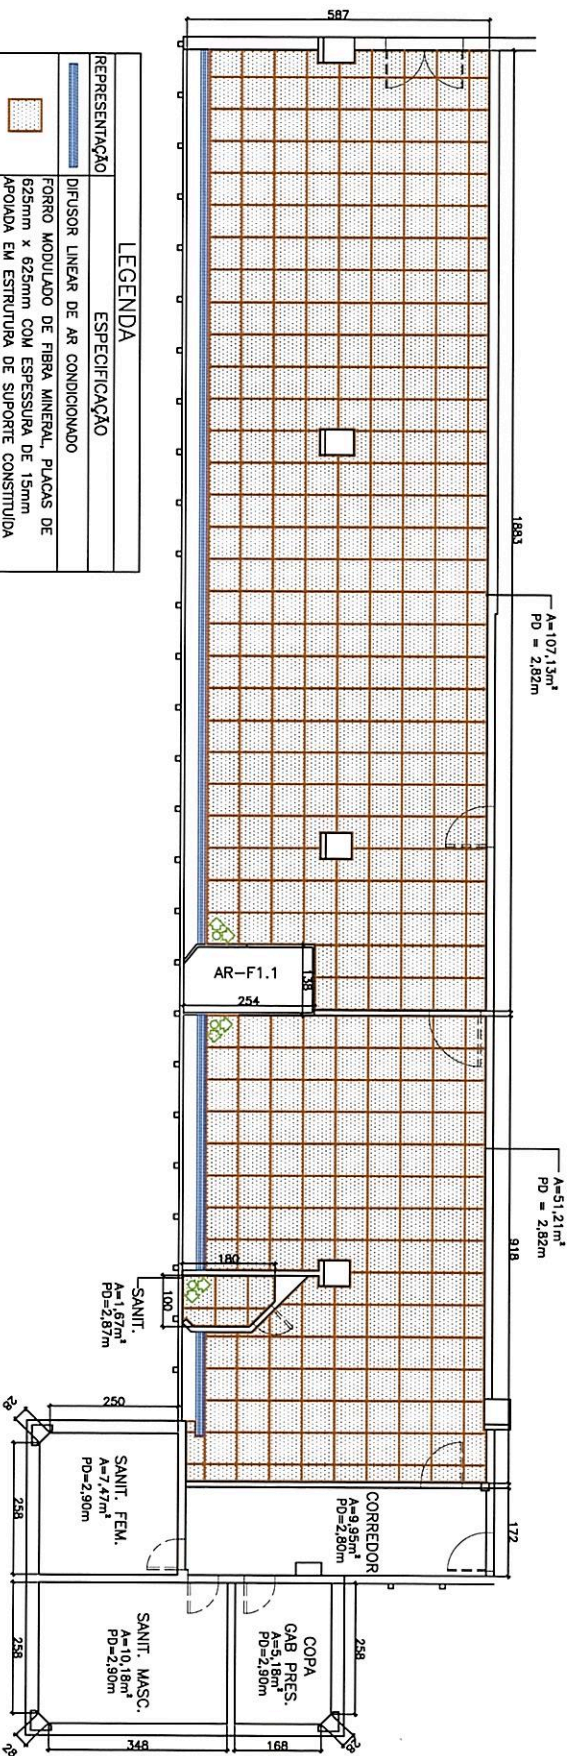 587
1883
A=107,13m²
PD = 2,82m
918
A=51,21m²
PD = 2,82m
172
AR-F1.1
138
254
180
100
SANIT.
A=1,67m²
PD=2,87m
CORREDOR
A=9,95m²
PD=2,80m
250
28
258
SANIT. FEM.
A=7,47m²
PD=2,90m
258
COPA
GAB PRES.
A=5,18m²
PD=2,90m
28
168
SANIT. MASC.
A=10,18m²
PD=2,90m
258
348
28
LEGENDA
REPRESENTAÇÃO
ESPECIFICAÇÃO
DIFUSOR LINEAR DE AR CONDICIONADO
FORRO MODULADO DE FIBRA MINERAL, PLACAS DE
625mm x 625mm COM ESPESSURA DE 15mm
APOIADA EM ESTRUTURA DE SUPORTE CONSTITUÍDA